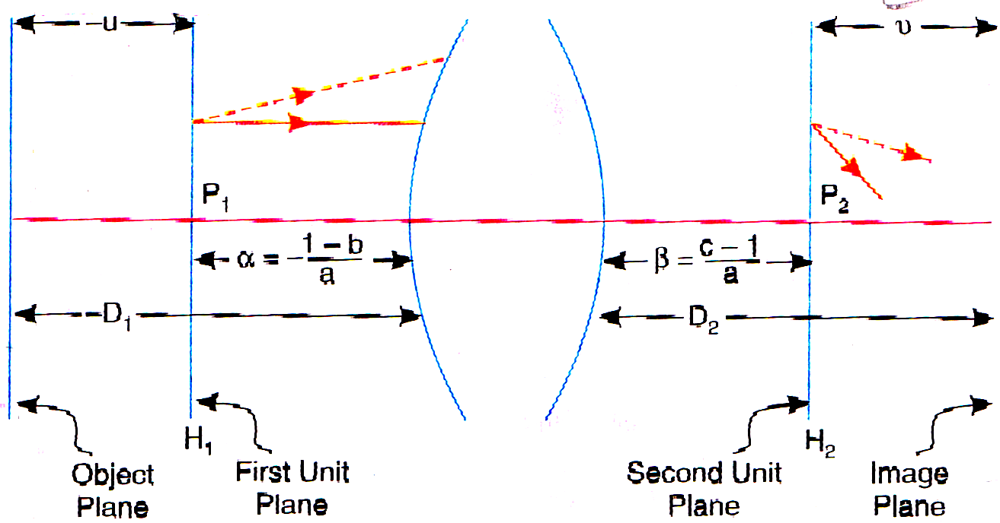 -u
υ
P₁
P₂
α = -(1 - b)/a
β = (c - 1)/a
-D₁
D₂
H₁
H₂
Object
Plane
First Unit
Plane
Second Unit
Plane
Image
Plane